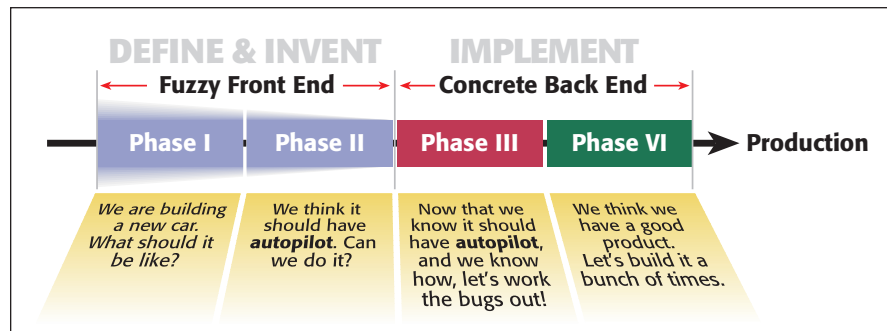 DEFINE & INVENT IMPLEMENT
Fuzzy Front End Concrete Back End
Phase I Phase II Phase III Phase VI Production
We are building
a new car.
What should it
be like?
We think it
should have
autopilot. Can
we do it?
Now that we
know it should
have autopilot,
and we know
how, let's work
the bugs out!
We think we
have a good
product.
Let's build it a
bunch of times.